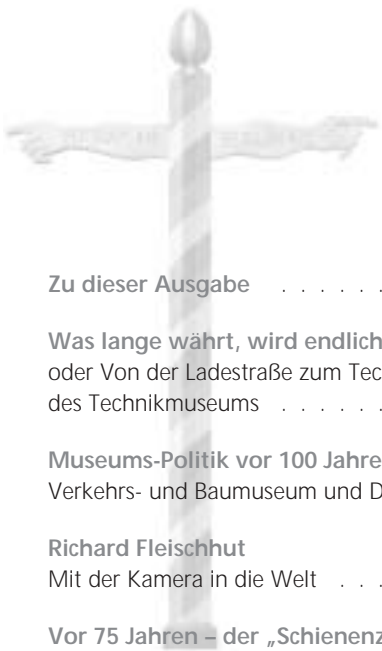 Zu dieser Ausgabe . . . . . .
Was lange währt, wird endlich
oder Von der Ladestraße zum Tec
des Technikmuseums . . . . . .
Museums-Politik vor 100 Jahre
Verkehrs- und Baumuseum und D
Richard Fleischhut
Mit der Kamera in die Welt . . . .
Vor 75 Jahren – der „Schienenz